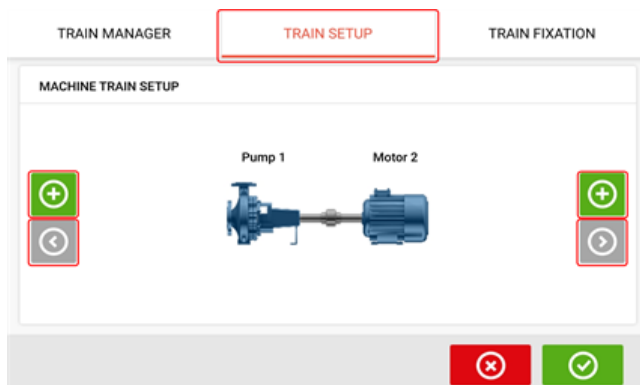 TRAIN MANAGER
TRAIN SETUP
TRAIN FIXATION
MACHINE TRAIN SETUP
Pump 1
Motor 2